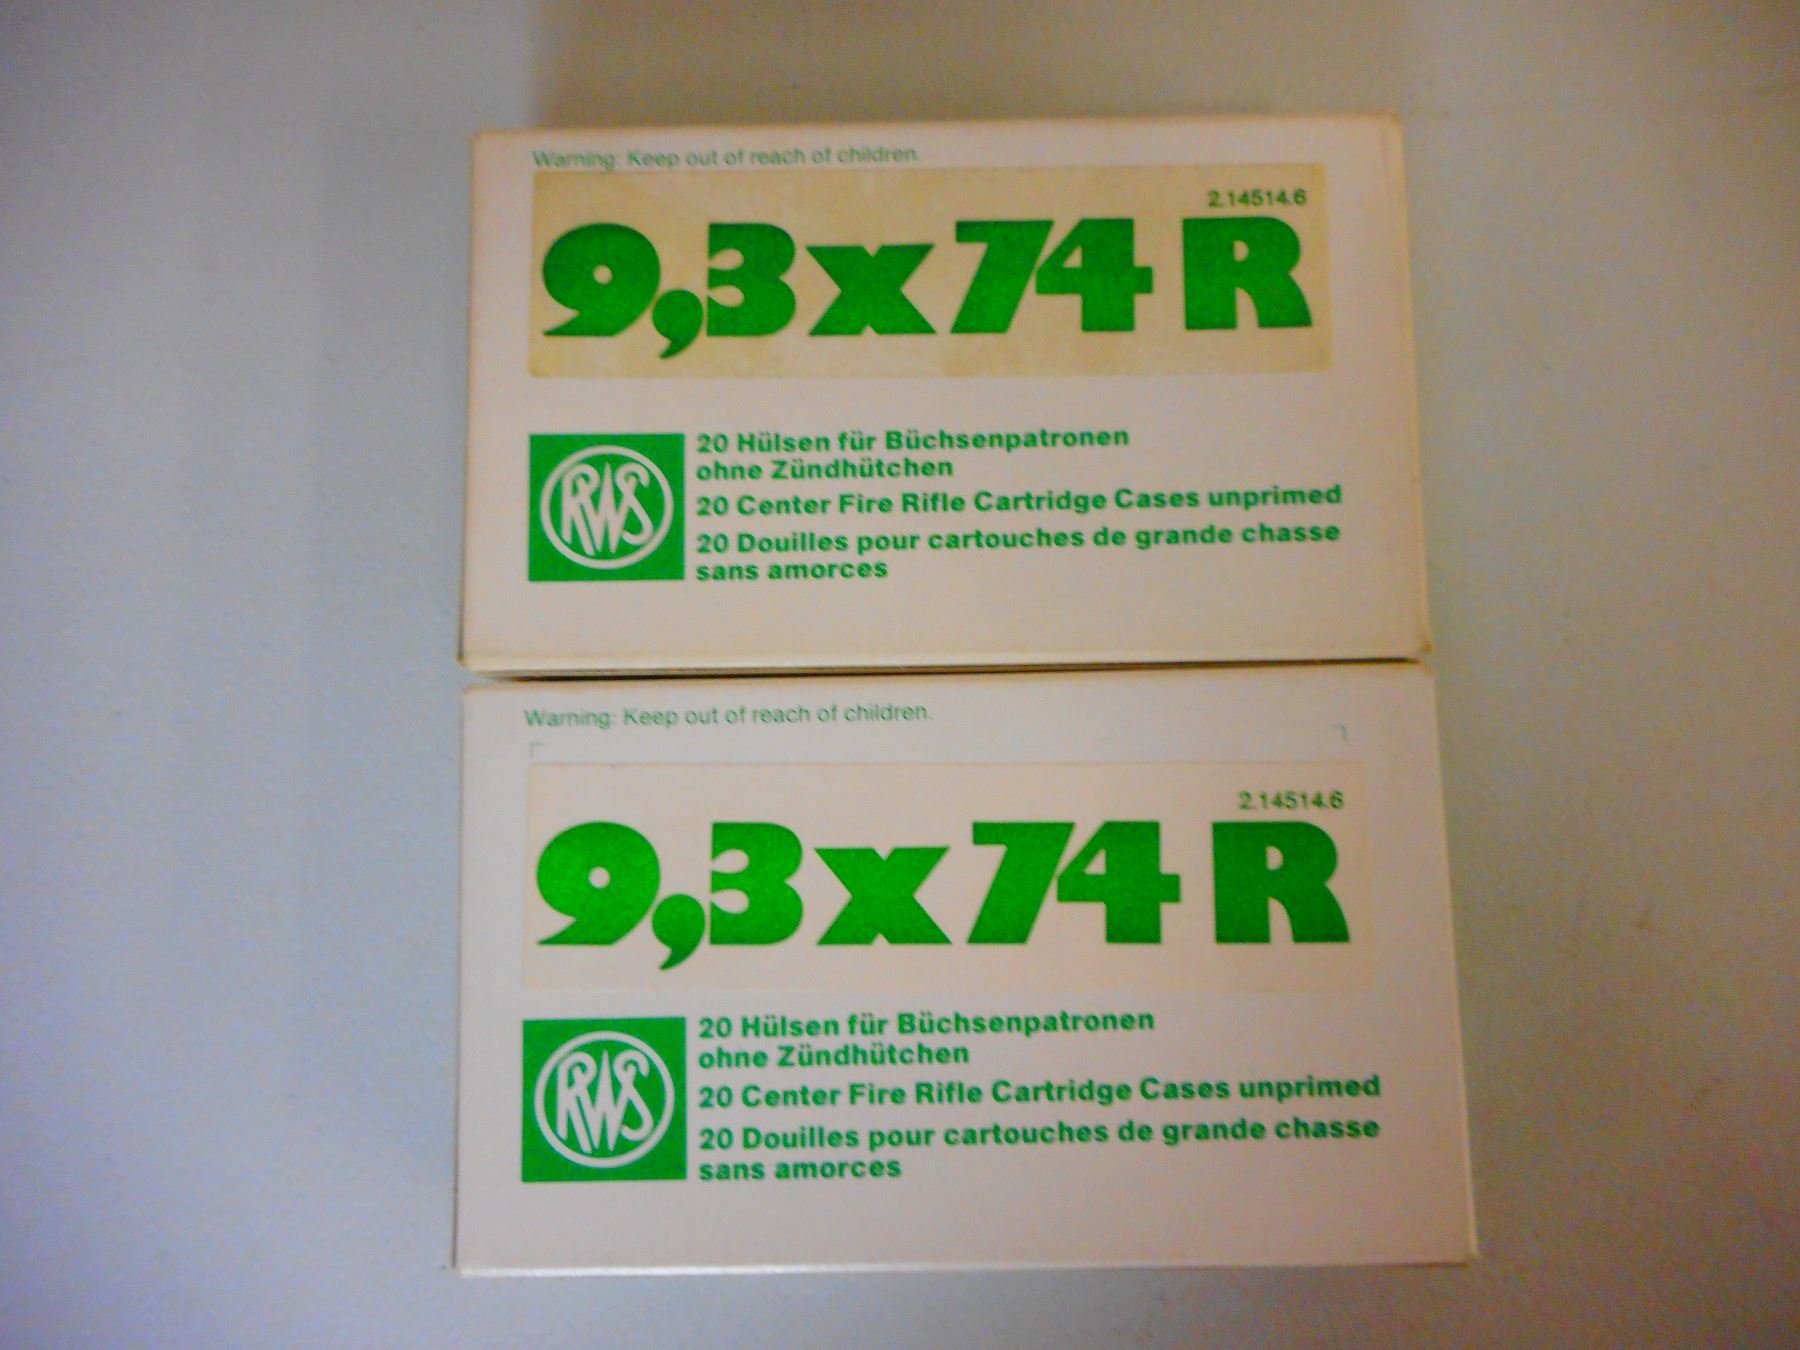 Warning: Keep out of reach of children.
2.14514.6
9,3x74 R
RWS
20 Hülsen für Büchsenpatronen
ohne Zündhütchen
20 Center Fire Rifle Cartridge Cases unprimed
20 Douilles pour cartouches de grande chasse
sans amorces
Warning: Keep out of reach of children.
2.14514.6
9,3x74 R
RWS
20 Hülsen für Büchsenpatronen
ohne Zündhütchen
20 Center Fire Rifle Cartridge Cases unprimed
20 Douilles pour cartouches de grande chasse
sans amorces